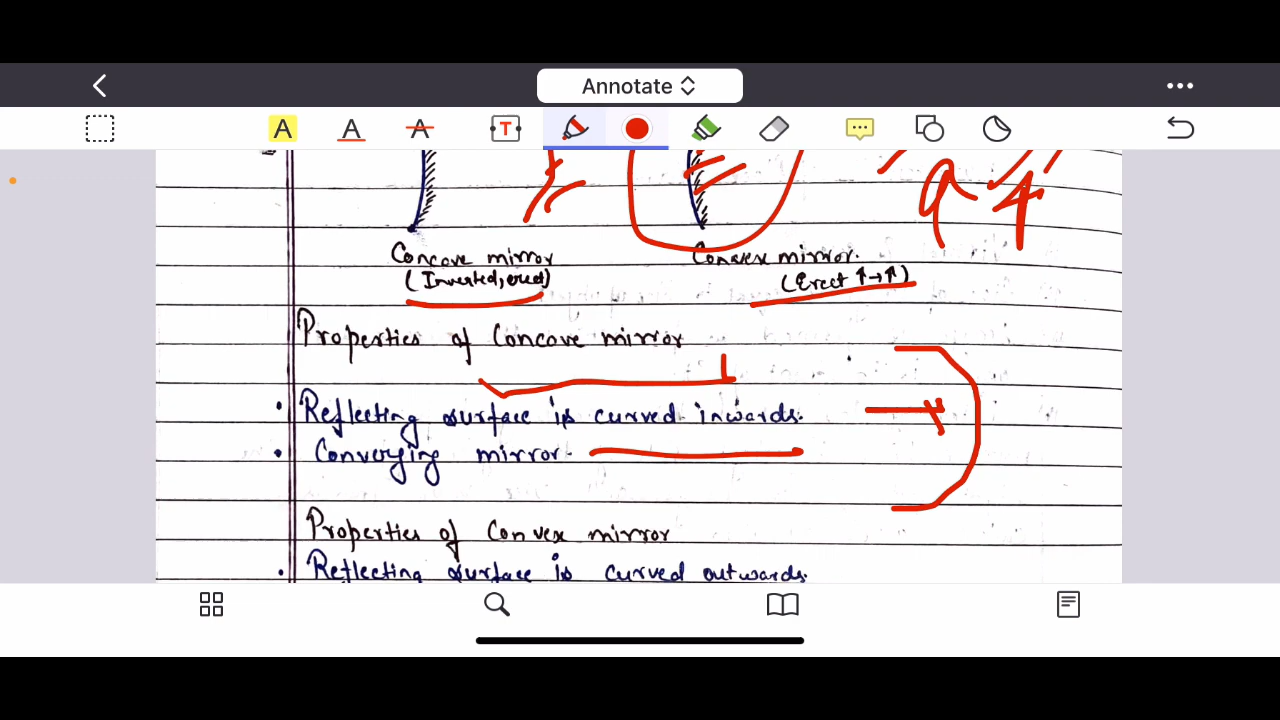 Annotate
A A A T
Concave mirror Convex mirror.
(Inverted, erect) (Erect ↑→↑)
Properties of Concave mirror
• Reflecting surface is curved inwards.
• Converging mirror.
Properties of Convex mirror
• Reflecting surface is curved outwards.